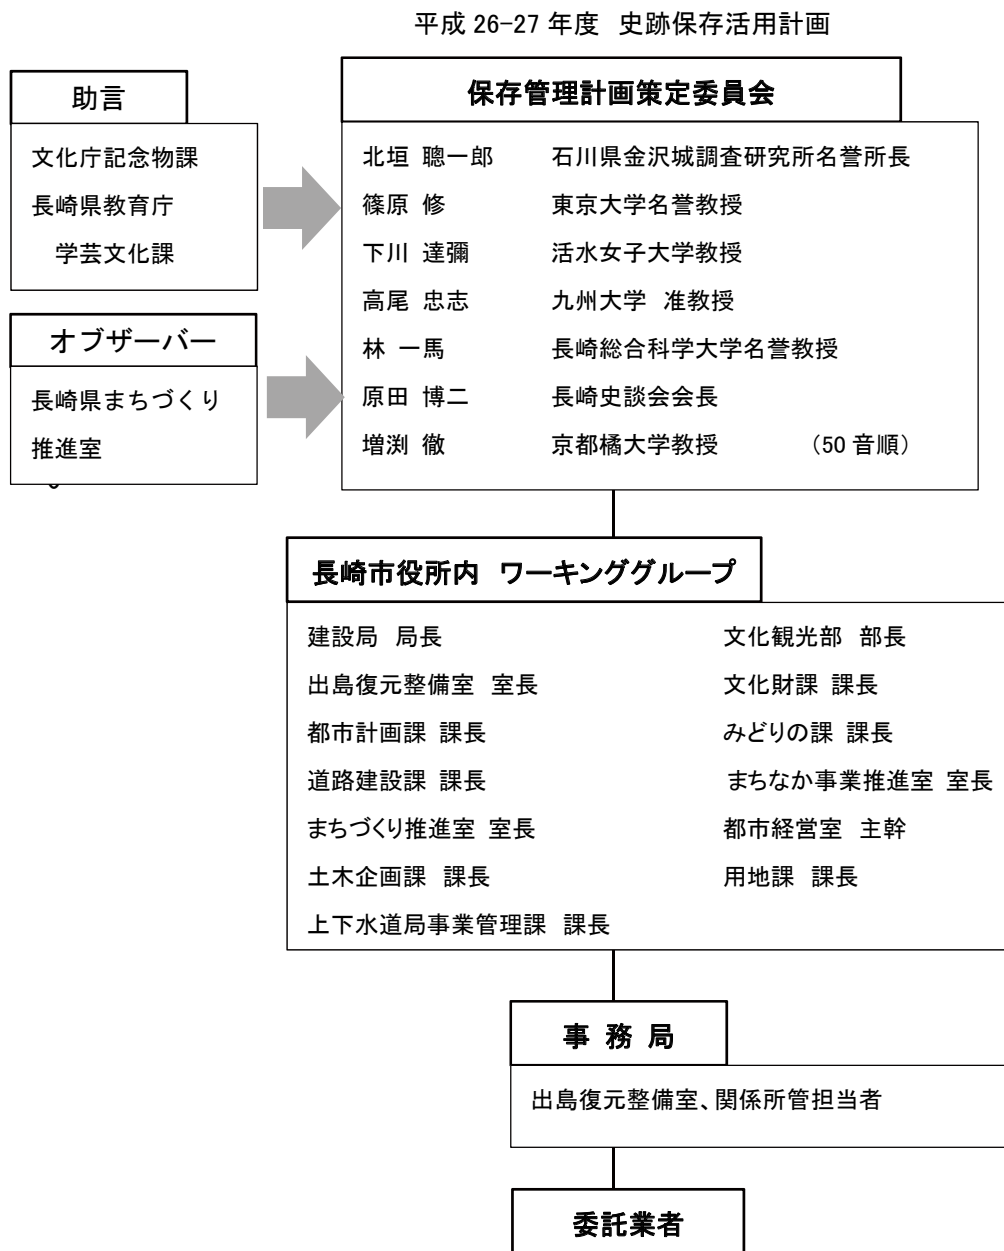 平成 26-27 年度 史跡保存活用計画
助言
文化庁記念物課
長崎県教育庁
学芸文化課
オブザーバー
長崎県まちづくり
推進室
保存管理計画策定委員会
北垣 聰一郎 石川県金沢城調査研究所名誉所長
篠原 修 東京大学名誉教授
下川 達彌 活水女子大学教授
高尾 忠志 九州大学 准教授
林 一馬 長崎総合科学大学名誉教授
原田 博二 長崎史談会会長
増渕 徹 京都橘大学教授 (50 音順)
長崎市役所内 ワーキンググループ
建設局 局長 文化観光部 部長
出島復元整備室 室長 文化財課 課長
都市計画課 課長 みどりの課 課長
道路建設課 課長 まちなか事業推進室 室長
まちづくり推進室 室長 都市経営室 主幹
土木企画課 課長 用地課 課長
上下水道局事業管理課 課長
事 務 局
出島復元整備室、関係所管担当者
委託業者